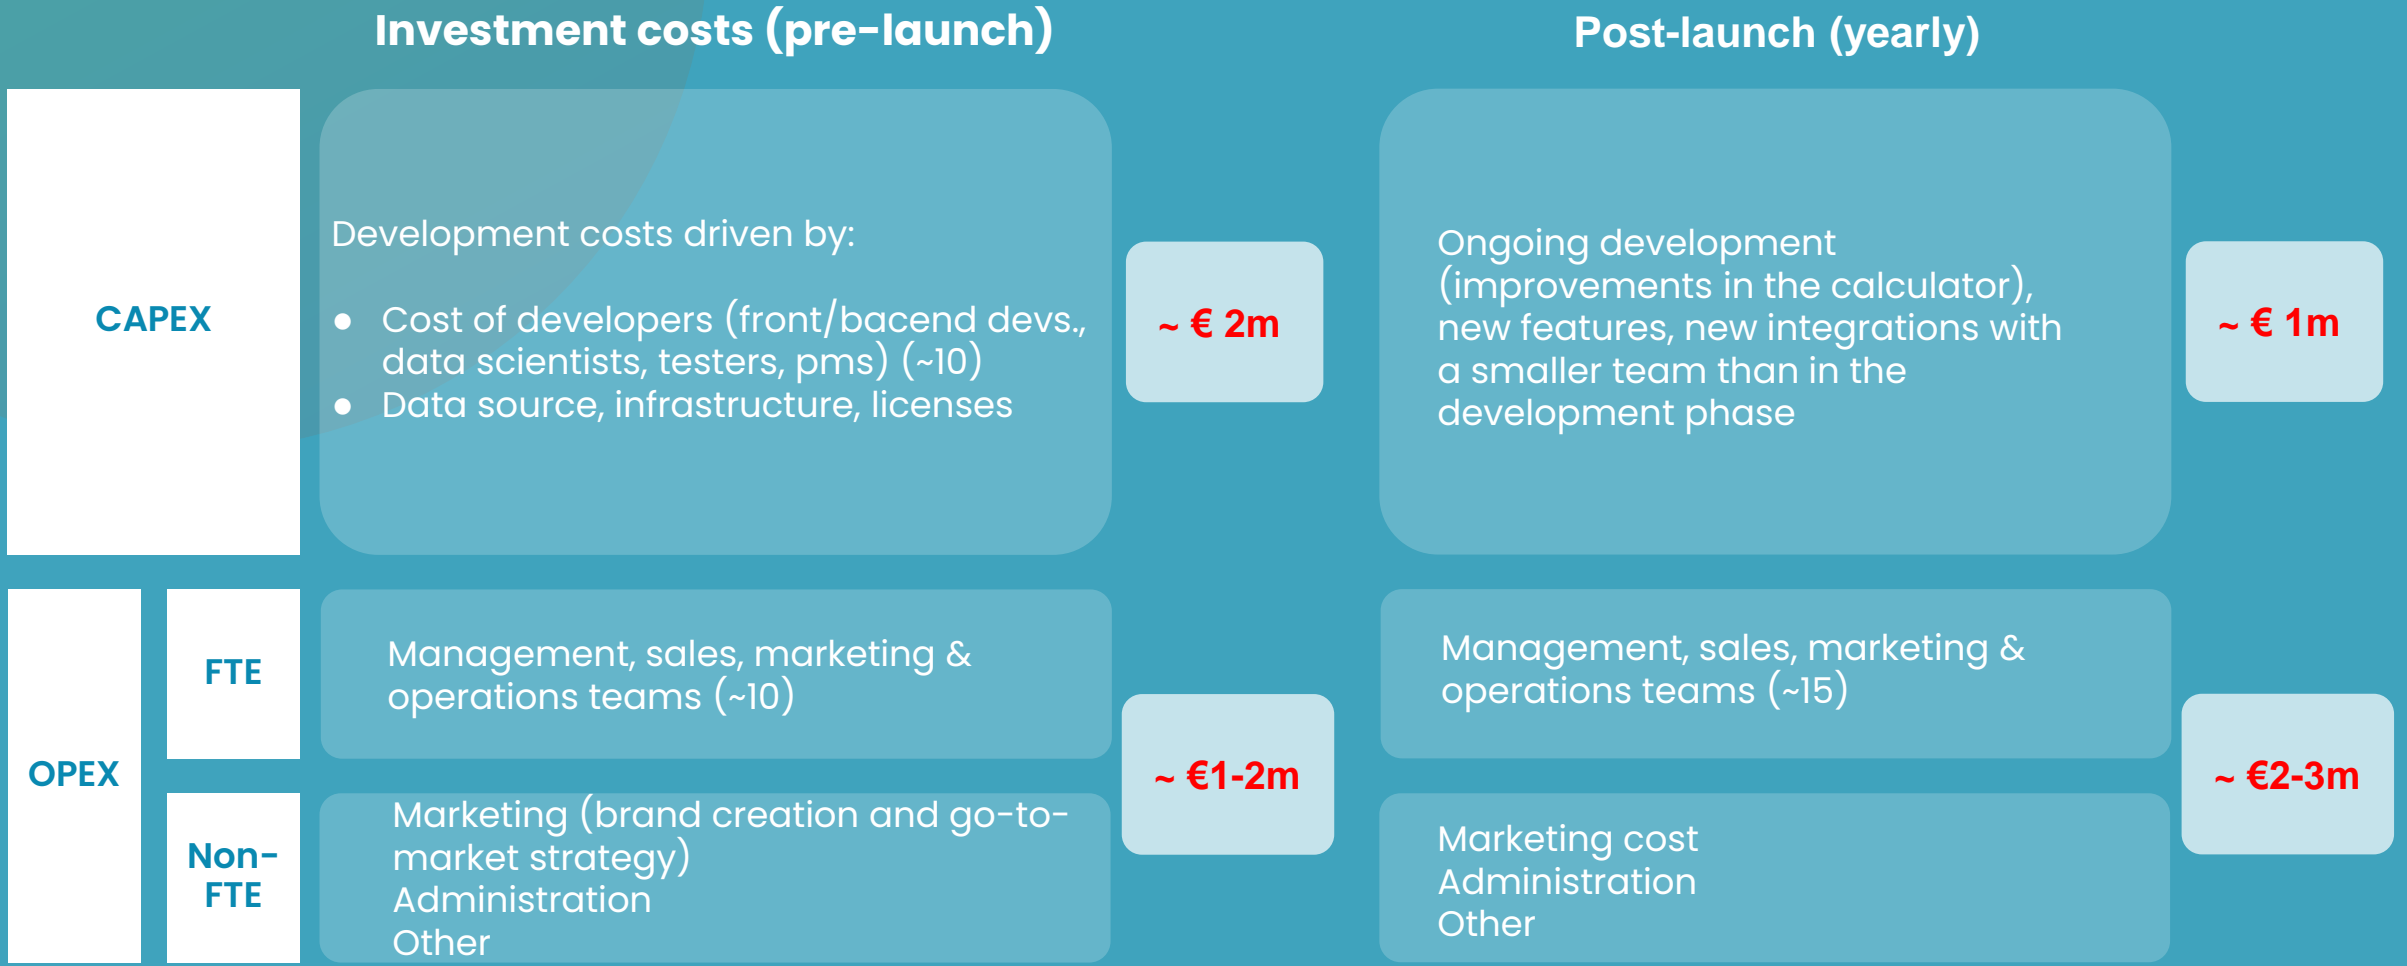 Investment costs (pre-launch)
Post-launch (yearly)
CAPEX
Development costs driven by:
● Cost of developers (front/bacend devs.,
data scientists, testers, pms) (~10)
● Data source, infrastructure, licenses
~ € 2m
Ongoing development
(improvements in the calculator),
new features, new integrations with
a smaller team than in the
development phase
~ € 1m
OPEX
FTE
Management, sales, marketing &
operations teams (~10)
~ €1-2m
Management, sales, marketing &
operations teams (~15)
~ €2-3m
Non-
FTE
Marketing (brand creation and go-to-
market strategy)
Administration
Other
Marketing cost
Administration
Other